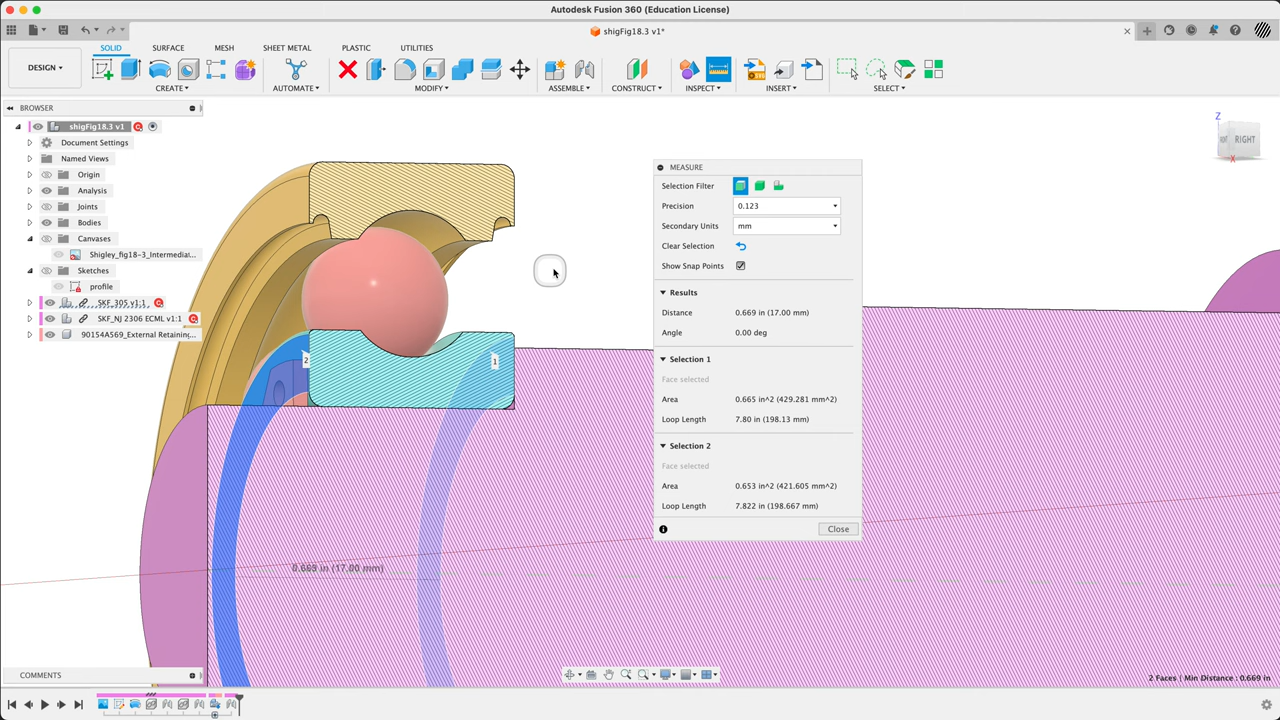 Autodesk Fusion 360 (Education License)
shigFig18.3 v1*
SOLID SURFACE MESH SHEET METAL PLASTIC UTILITIES
DESIGN
CREATE AUTOMATE MODIFY ASSEMBLE CONSTRUCT INSPECT INSERT SELECT
BROWSER
shigFig18.3 v1
Document Settings
Named Views
Origin
Analysis
Joints
Bodies
Canvases
Shigley_fig18-3_Intermedia...
Sketches
profile
SKF_305 v1:1
SKF_NJ 2306 ECML v1:1
90154A569_External Retaining...
Z
RIGHT
X
MEASURE
Selection Filter
Precision 0.123
Secondary Units mm
Clear Selection
Show Snap Points
Results
Distance 0.669 in (17.00 mm)
Angle 0.00 deg
Selection 1
Face selected
Area 0.665 in^2 (429.281 mm^2)
Loop Length 7.80 in (198.13 mm)
Selection 2
Face selected
Area 0.653 in^2 (421.605 mm^2)
Loop Length 7.822 in (198.667 mm)
Close
2
1
0.669 in (17.00 mm)
COMMENTS
2 Faces | Min Distance : 0.669 in